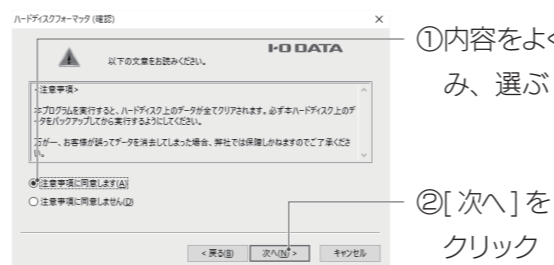 ハードディスクフォーマッタ (確認)
I-O DATA
以下の文章をお読みください。
<注意事項>
本プログラムを実行すると、ハードディスク上のデータが全てクリアされます。必ず本ハードディスク上のデ
ータをバックアップしてから実行するようにしてください。
万が一、お客様が誤ってデータを消去してしまった場合、弊社では保障しかねますのでご了承くださ
い。
注意事項に同意します(A)
注意事項に同意しません(D)
< 戻る(B)
次へ(N) >
キャンセル
①内容をよく
み、選ぶ
②[ 次へ ] を
クリック